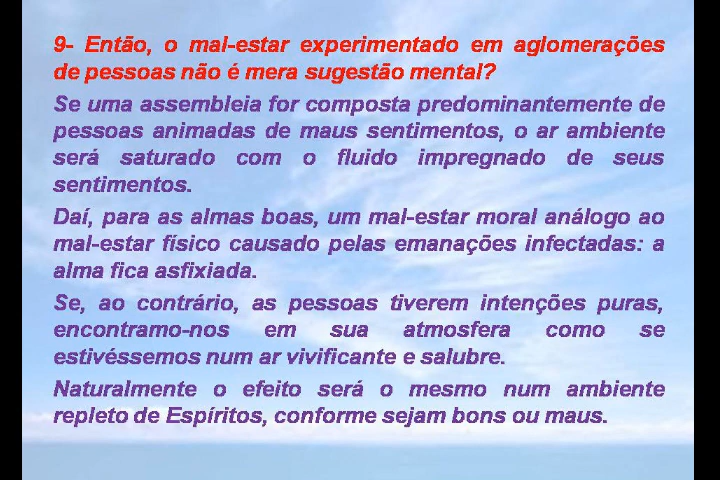 9- Então, o mal-estar experimentado em aglomerações
de pessoas não é mera sugestão mental?
Se uma assembleia for composta predominantemente de
pessoas animadas de maus sentimentos, o ar ambiente
será saturado com o fluido impregnado de seus
sentimentos.
Daí, para as almas boas, um mal-estar moral análogo ao
mal-estar físico causado pelas emanações infectadas: a
alma fica asfixiada.
Se, ao contrário, as pessoas tiverem intenções puras,
encontramo-nos em sua atmosfera como se
estivéssemos num ar vivificante e salubre.
Naturalmente o efeito será o mesmo num ambiente
repleto de Espíritos, conforme sejam bons ou maus.